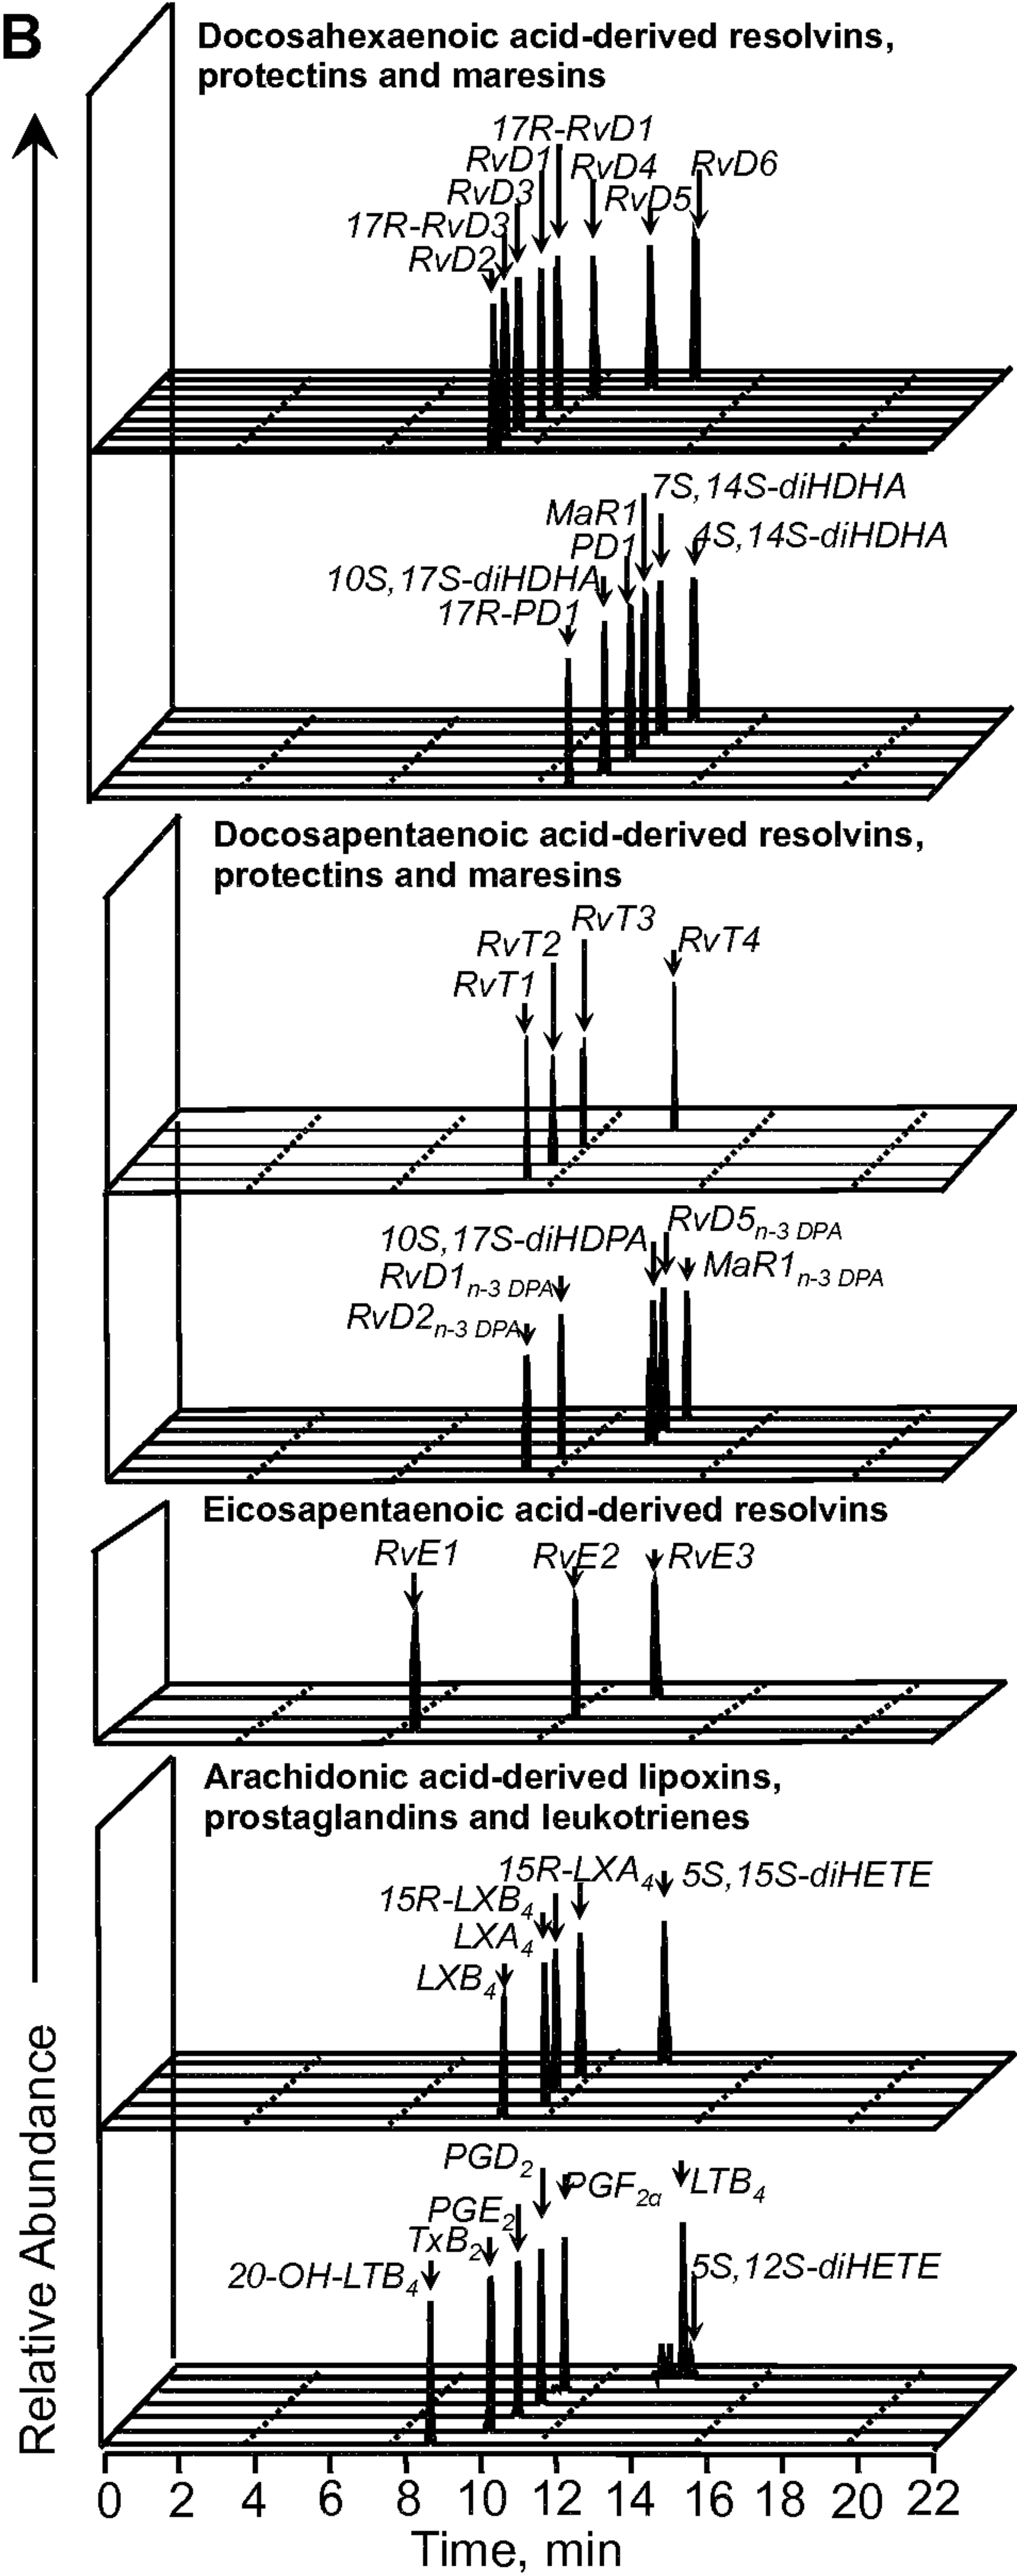 B
Docosahexaenoic acid-derived resolvins,
protectins and maresins
17R-RvD1
RvD1
RvD4
RvD6
RvD3
RvD5
17R-RvD3
RvD2
7S,14S-diHDHA
MaR1
4S,14S-diHDHA
PD1
10S,17S-diHDHA
17R-PD1
Docosapentaenoic acid-derived resolvins,
protectins and maresins
RvT3
RvT2
RvT4
RvT1
RvD5n-3 DPA
10S,17S-diHDPA
MaR1n-3 DPA
RvD1n-3 DPA
RvD2n-3 DPA
Eicosapentaenoic acid-derived resolvins
RvE1
RvE2
RvE3
Arachidonic acid-derived lipoxins,
prostaglandins and leukotrienes
15R-LXA4
5S,15S-diHETE
15R-LXB4
LXA4
LXB4
PGD2
PGF2α
LTB4
PGE2
TxB2
5S,12S-diHETE
20-OH-LTB4
Relative Abundance
0 2 4 6 8 10 12 14 16 18 20 22
Time, min